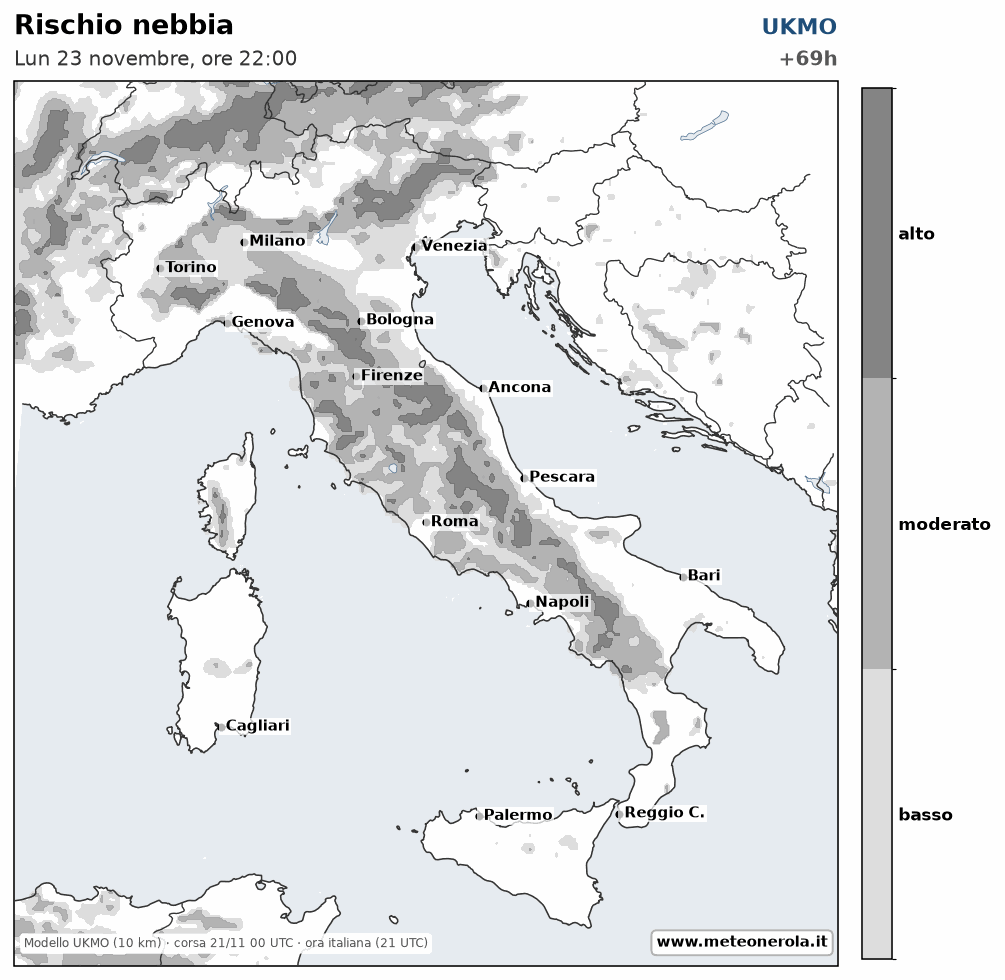 Rischio nebbia
UKMO
Lun 23 novembre, ore 22:00
+69h
alto
Milano
Venezia
Torino
Genova
Bologna
Firenze
Ancona
Pescara
Roma
moderato
Bari
Napoli
Cagliari
Palermo
Reggio C.
basso
Modello UKMO (10 km) · corsa 21/11 00 UTC · ora italiana (21 UTC)
www.meteonerola.it